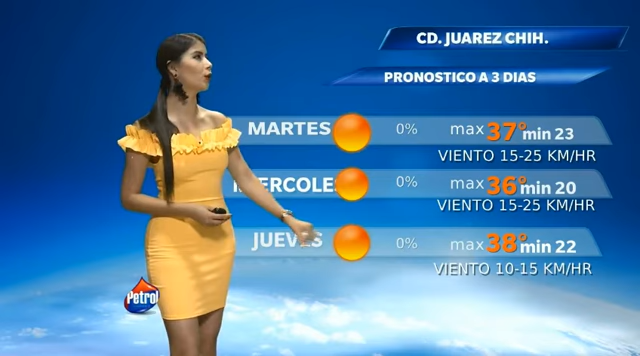 CD. JUAREZ CHIH.
PRONOSTICO A 3 DIAS
MARTES 0% max 37° min 23
VIENTO 15-25 KM/HR
MIERCOLES 0% max 36° min 20
VIENTO 15-25 KM/HR
JUEVES 0% max 38° min 22
VIENTO 10-15 KM/HR
Petrol